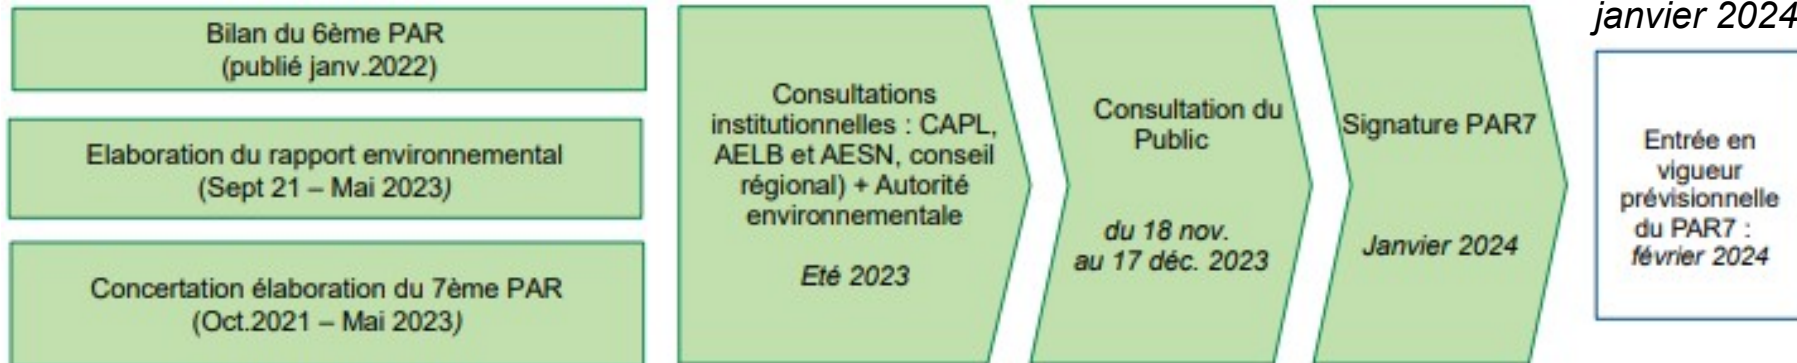 Bilan du 6ème PAR
(publié janv.2022)
Elaboration du rapport environnemental
(Sept 21 – Mai 2023)
Concertation élaboration du 7ème PAR
(Oct.2021 – Mai 2023)
Consultations
institutionnelles : CAPL,
AELB et AESN, conseil
régional) + Autorité
environnementale
Eté 2023
Consultation du
Public
du 18 nov.
au 17 déc. 2023
Signature PAR7
Janvier 2024
janvier 2024
Entrée en
vigueur
prévisionnelle
du PAR7 :
février 2024